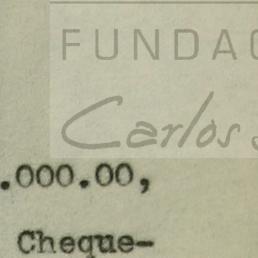 FUNDAC
Carlos
.000.00,
Cheque-